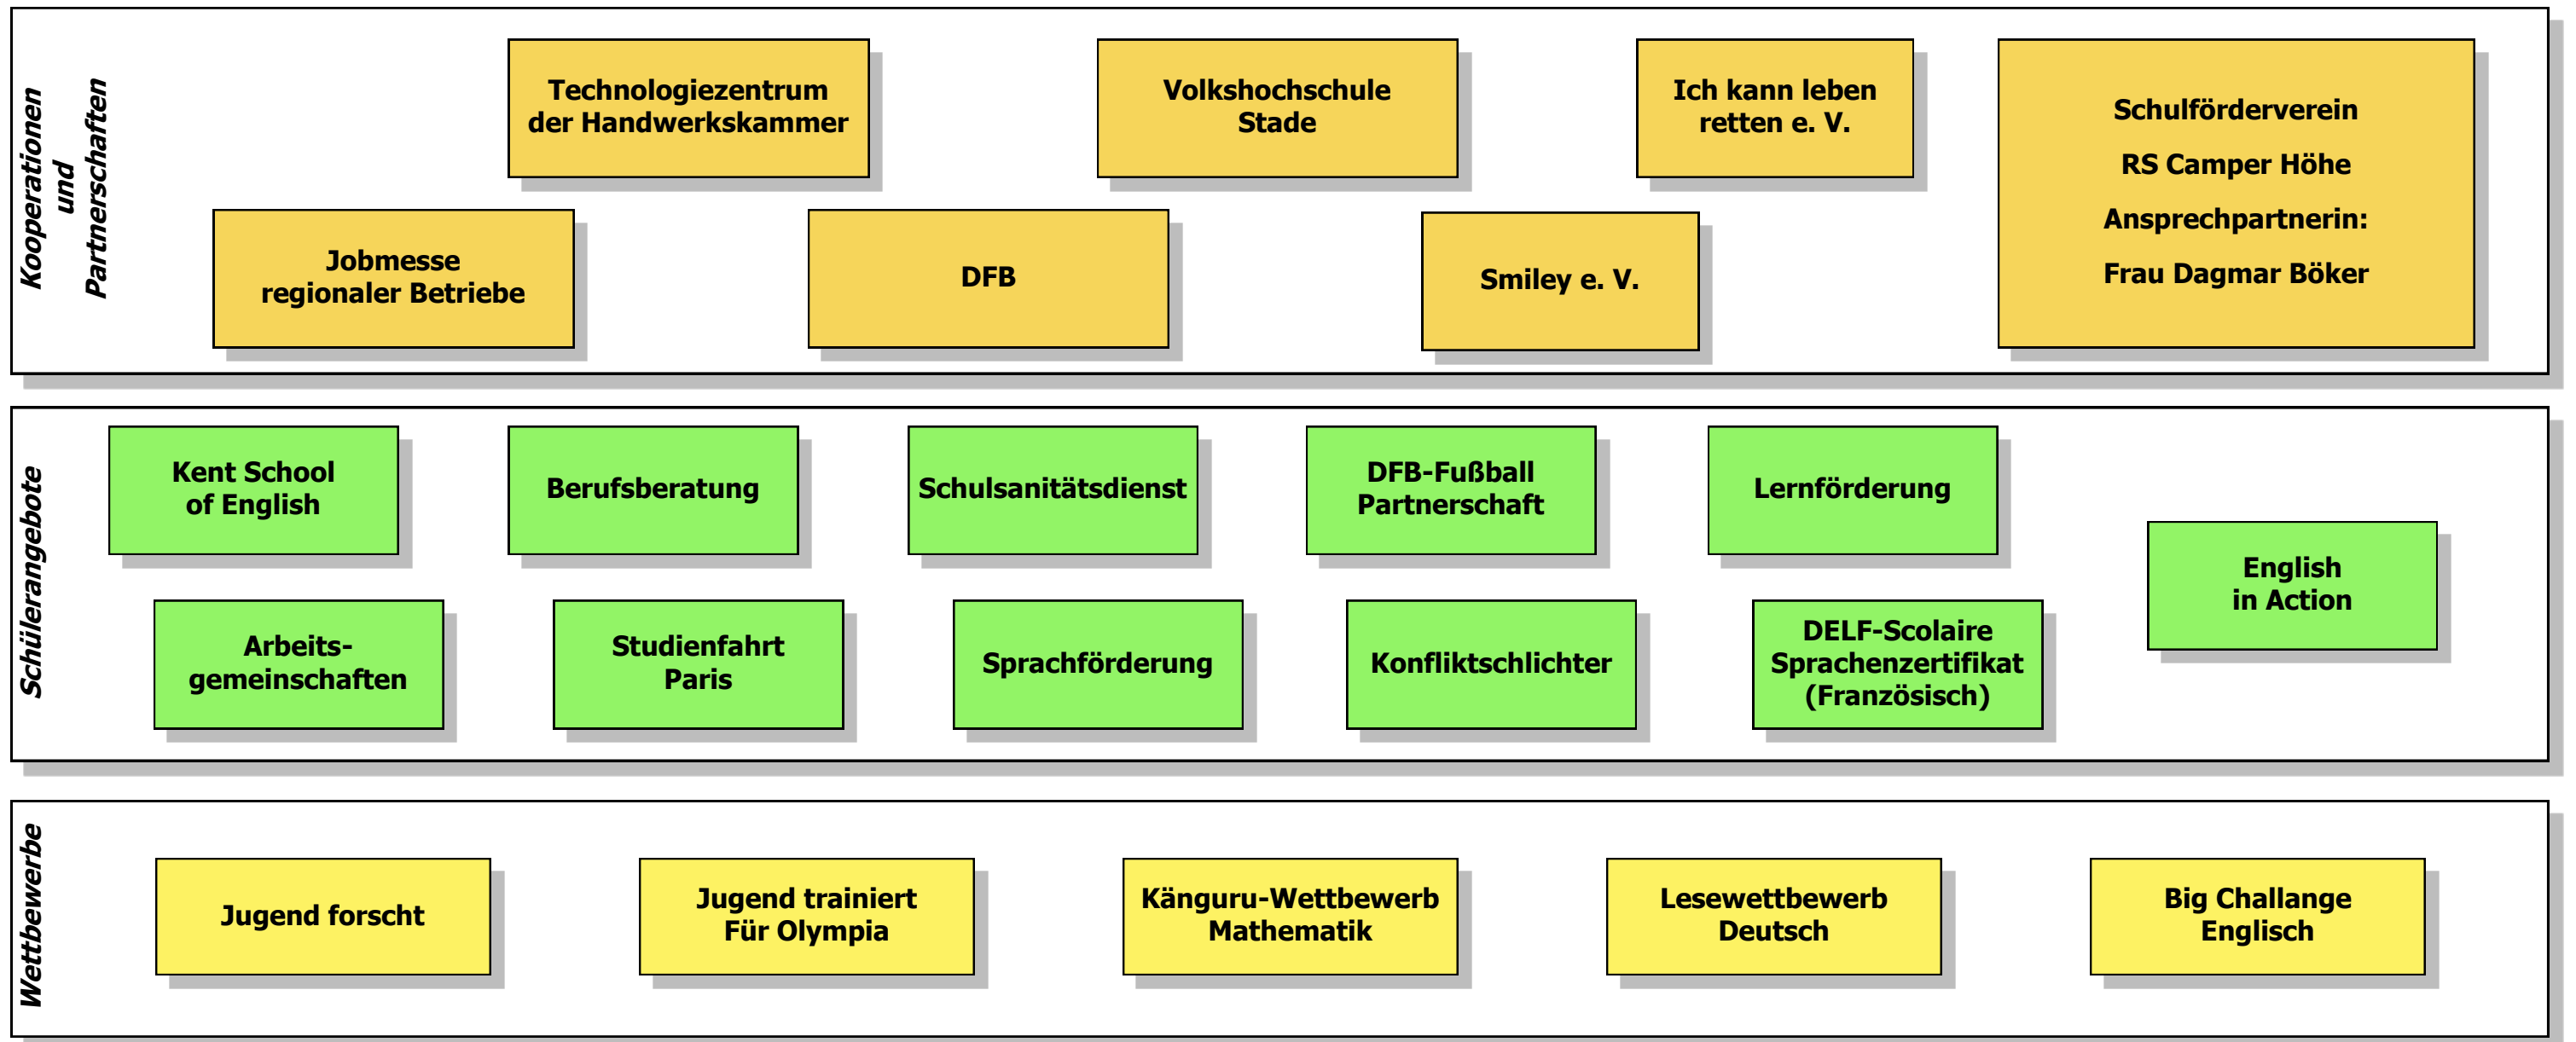 Kooperationen
und
Partnerschaften
Technologiezentrum
der Handwerkskammer
Volkshochschule
Stade
Ich kann leben
retten e. V.
Schulförderverein
RS Camper Höhe
Ansprechpartnerin:
Frau Dagmar Böker
Jobmesse
regionaler Betriebe
DFB
Smiley e. V.
Schülerangebote
Kent School
of English
Berufsberatung
Schulsanitätsdienst
DFB-Fußball
Partnerschaft
Lernförderung
English
in Action
Arbeits-
gemeinschaften
Studienfahrt
Paris
Sprachförderung
Konfliktschlichter
DELF-Scolaire
Sprachenzertifikat
(Französisch)
Wettbewerbe
Jugend forscht
Jugend trainiert
Für Olympia
Känguru-Wettbewerb
Mathematik
Lesewettbewerb
Deutsch
Big Challange
Englisch